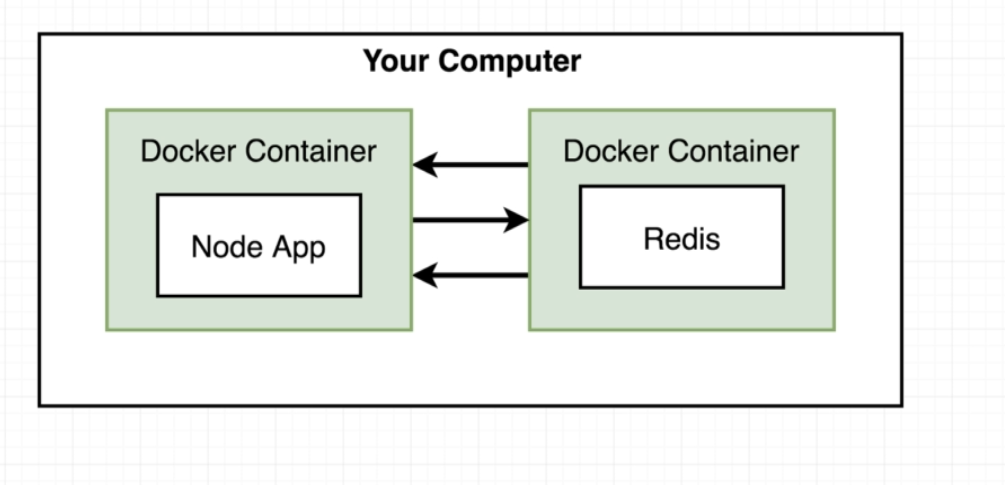 Your Computer
Docker Container
Node App
Docker Container
Redis